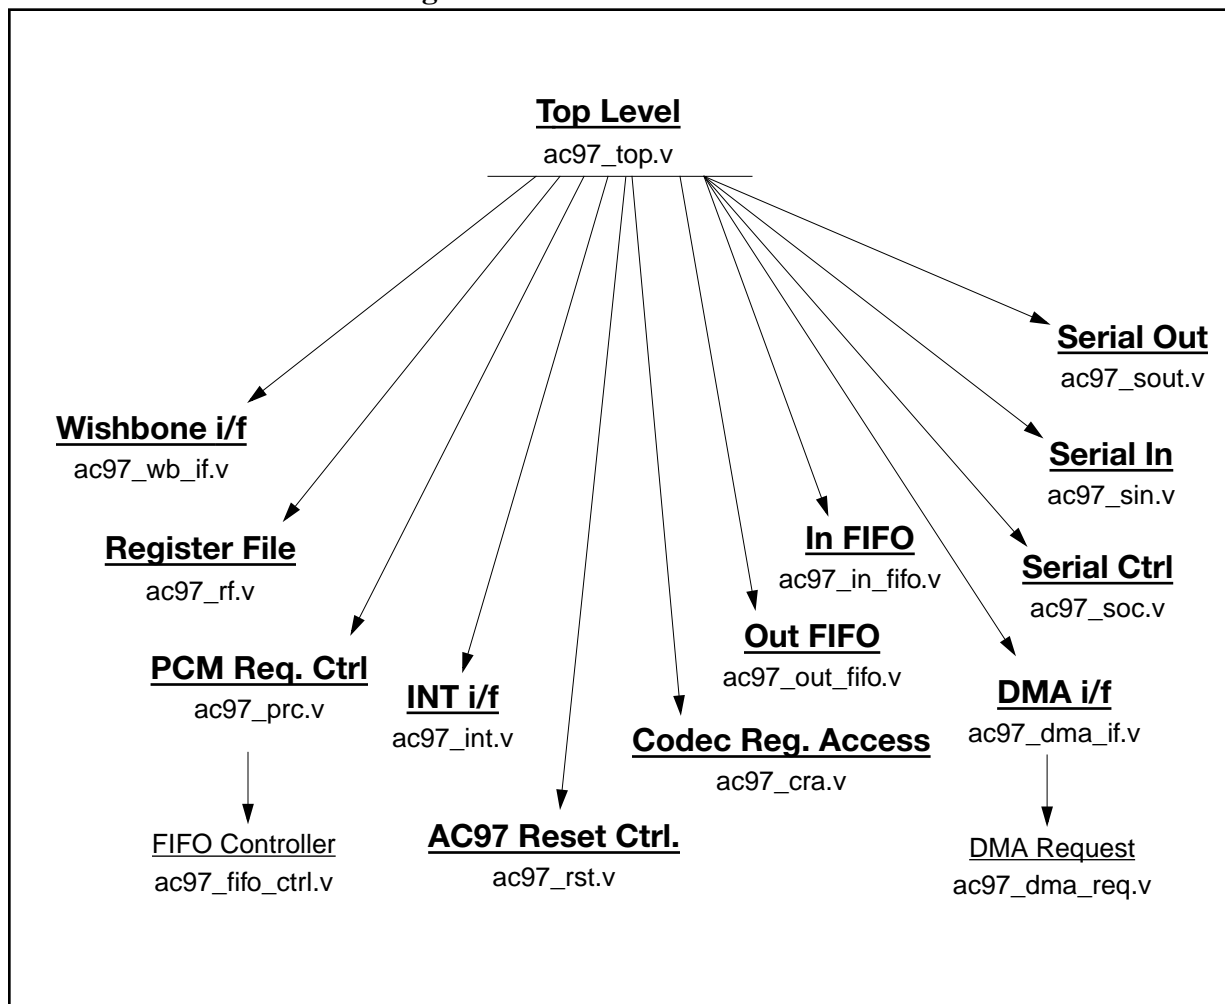 Top Level
ac97_top.v
Serial Out
ac97_sout.v
Wishbone i/f
ac97_wb_if.v
Serial In
ac97_sin.v
Register File
ac97_rf.v
In FIFO
ac97_in_fifo.v
Serial Ctrl
ac97_soc.v
PCM Req. Ctrl
ac97_prc.v
INT i/f
ac97_int.v
Out FIFO
ac97_out_fifo.v
DMA i/f
ac97_dma_if.v
Codec Reg. Access
ac97_cra.v
FIFO Controller
ac97_fifo_ctrl.v
AC97 Reset Ctrl.
ac97_rst.v
DMA Request
ac97_dma_req.v